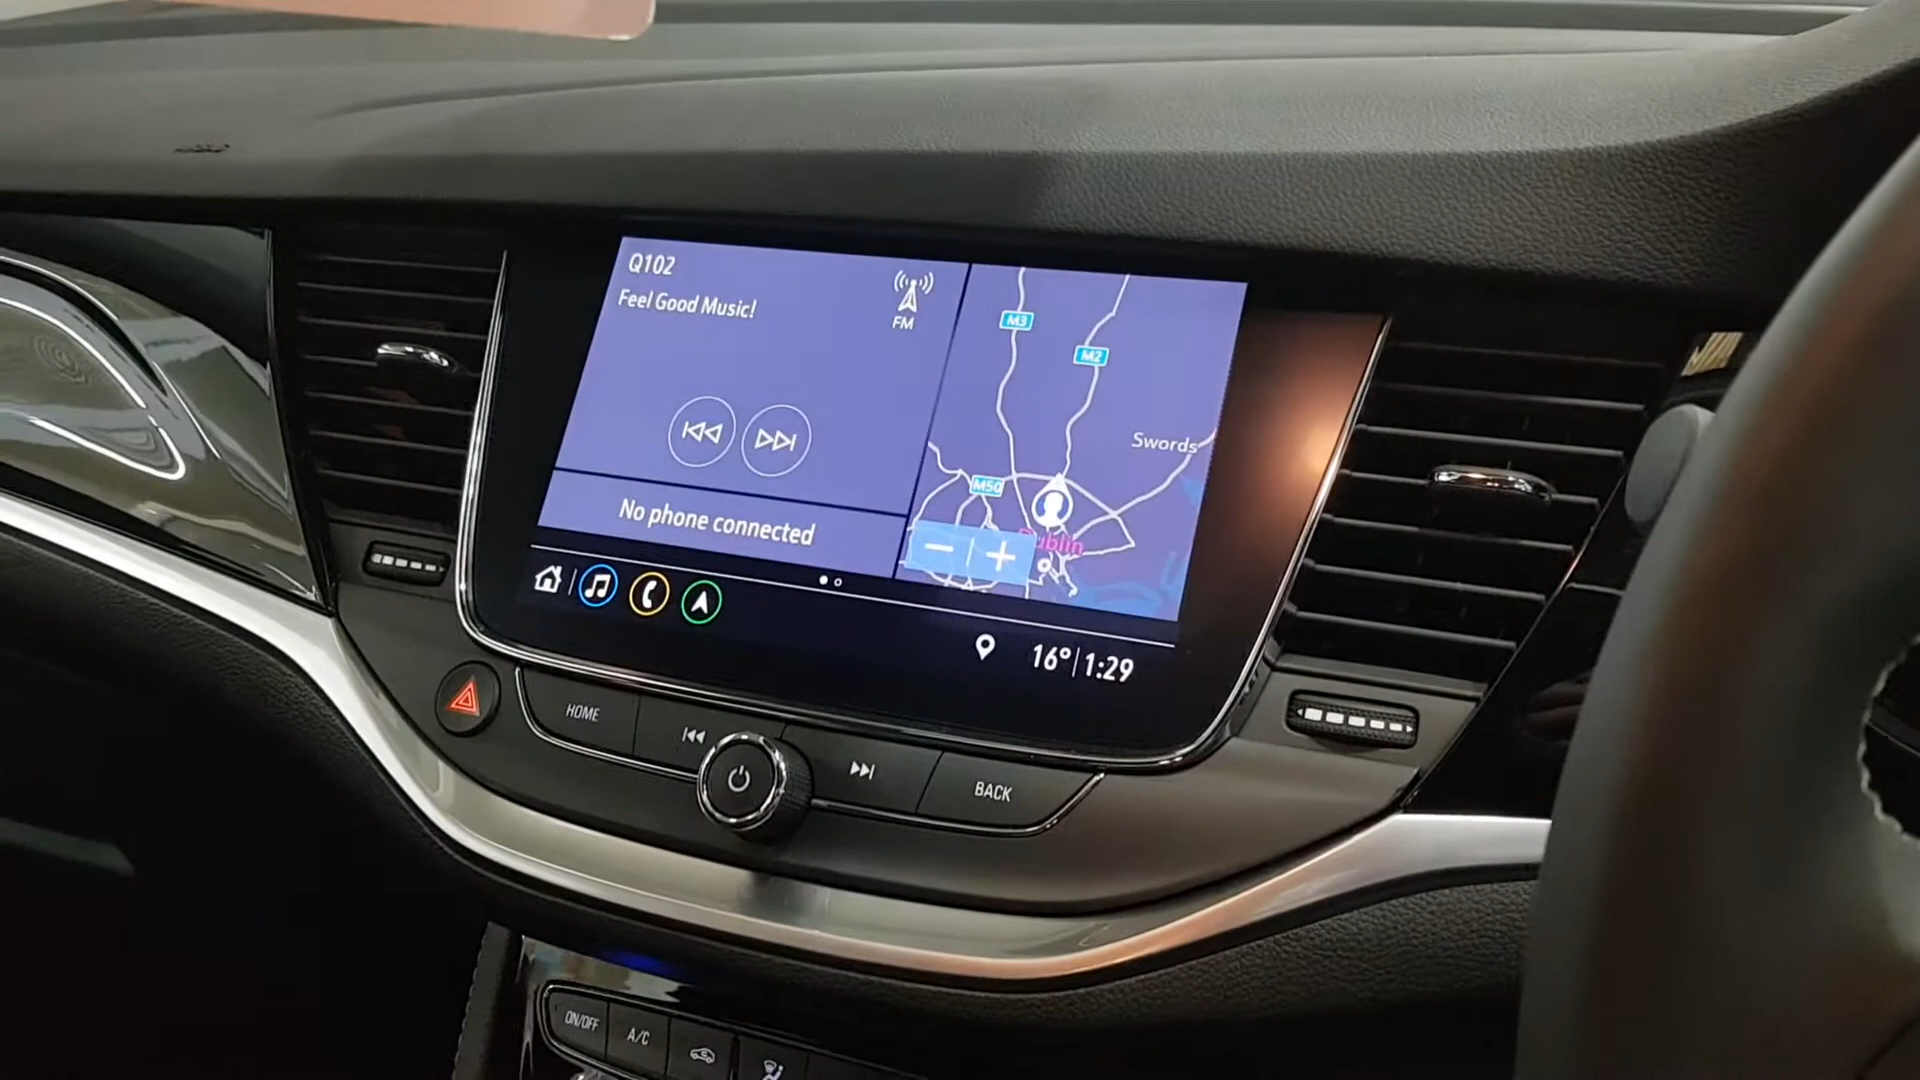 Q102
Feel Good Music!
FM
No phone connected
M3
M2
Swords
M50
Dublin
16° 1:29
HOME
BACK
ON/OFF
A/C